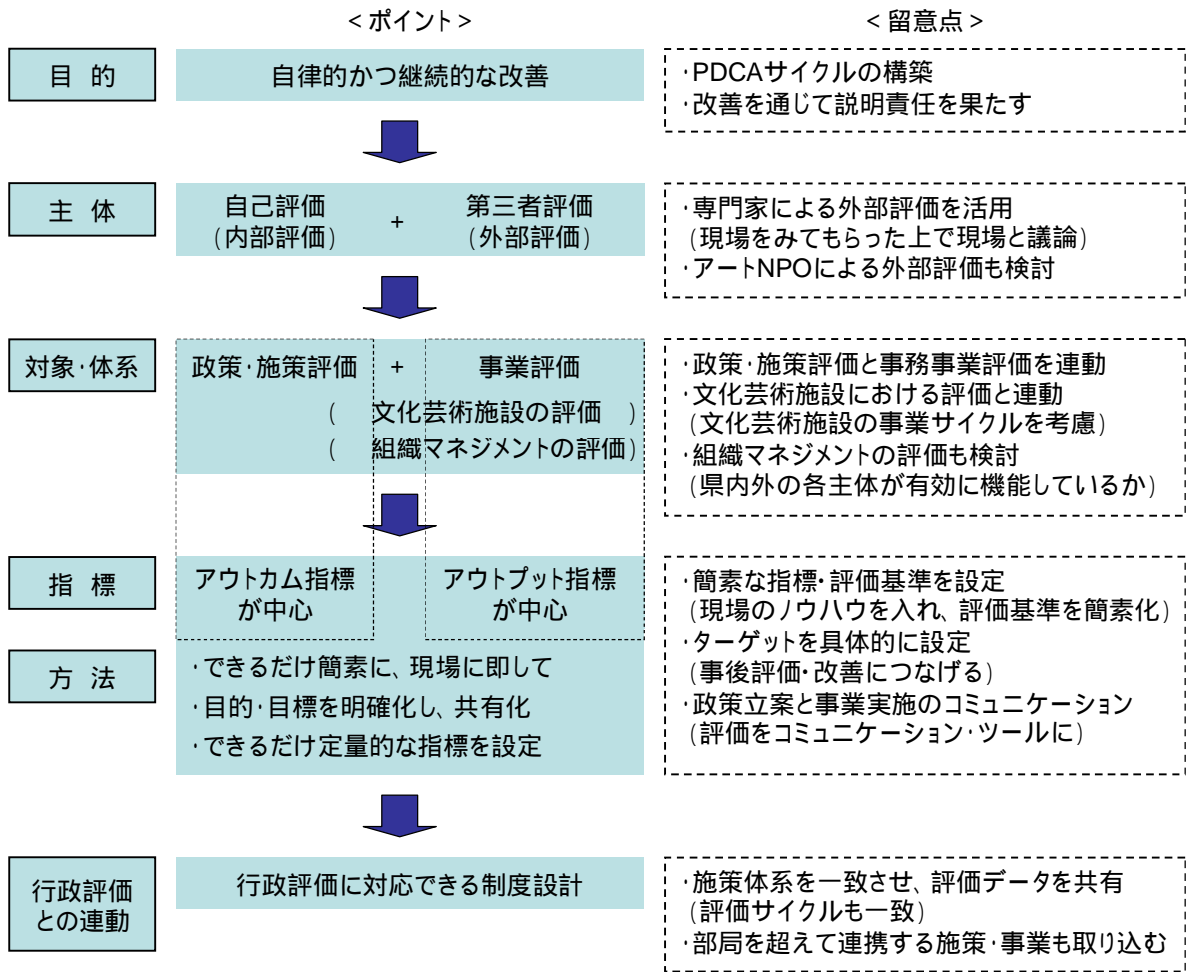 <ポイント>
<留意点>
目 的
自律的かつ継続的な改善
･PDCAサイクルの構築
･改善を通じて説明責任を果たす
主 体
自己評価
(内部評価)
+
第三者評価
(外部評価)
･専門家による外部評価を活用
(現場をみてもらった上で現場と議論)
･アートNPOによる外部評価も検討
対象･体系
政策･施策評価 + 事業評価
( 文化芸術施設の評価 )
( 組織マネジメントの評価)
･政策･施策評価と事務事業評価を連動
･文化芸術施設における評価と連動
(文化芸術施設の事業サイクルを考慮)
･組織マネジメントの評価も検討
(県内外の各主体が有効に機能しているか)
指 標
アウトカム指標
が中心
アウトプット指標
が中心
方 法
･できるだけ簡素に、現場に即して
･目的･目標を明確化し、共有化
･できるだけ定量的な指標を設定
･簡素な指標･評価基準を設定
(現場のノウハウを入れ、評価基準を簡素化)
･ターゲットを具体的に設定
(事後評価･改善につなげる)
･政策立案と事業実施のコミュニケーション
(評価をコミュニケーション･ツールに)
行政評価
との連動
行政評価に対応できる制度設計
･施策体系を一致させ、評価データを共有
(評価サイクルも一致)
･部局を超えて連携する施策･事業も取り込む